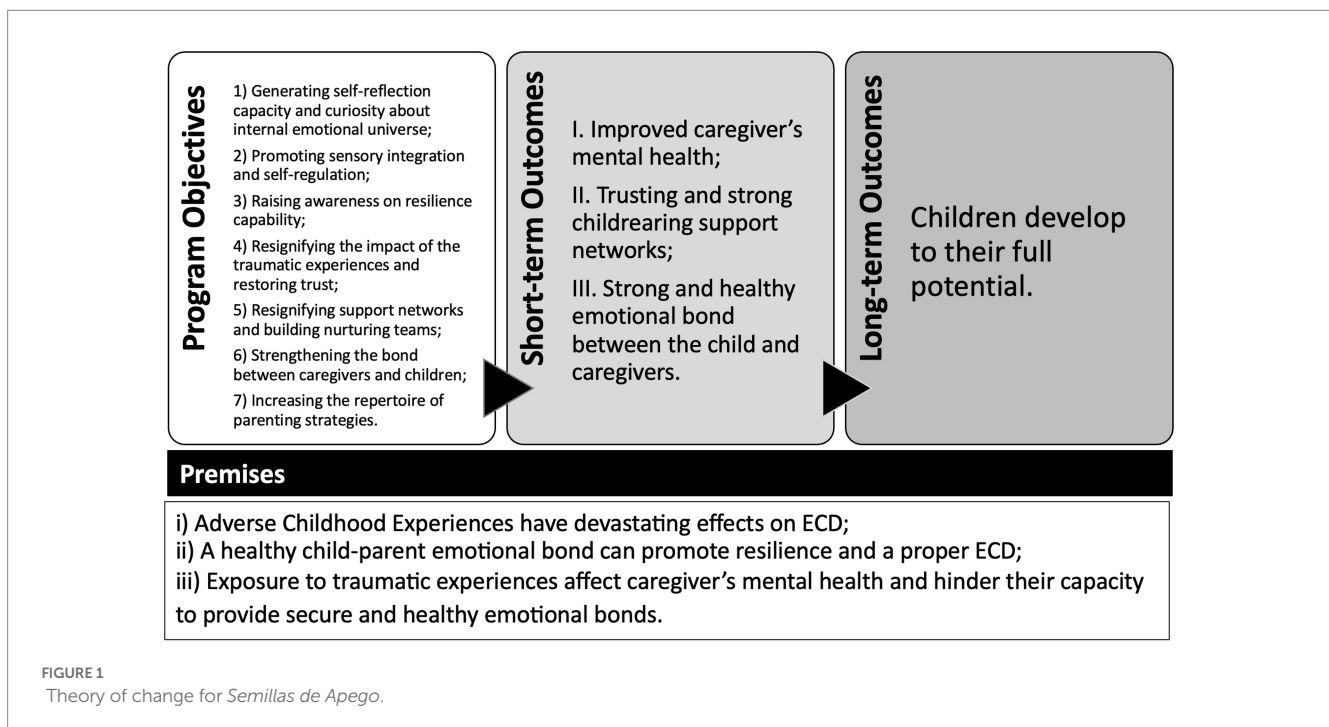 Program Objectives
1) Generating self-reflection
capacity and curiosity about
internal emotional universe;
2) Promoting sensory integration
and self-regulation;
3) Raising awareness on resilience
capability;
4) Resignifying the impact of the
traumatic experiences and
restoring trust;
5) Resignifying support networks
and building nurturing teams;
6) Strengthening the bond
between caregivers and children;
7) Increasing the repertoire of
parenting strategies.
Short-term Outcomes
I. Improved caregiver’s
mental health;
II. Trusting and strong
childrearing support
networks;
III. Strong and healthy
emotional bond
between the child and
caregivers.
Long-term Outcomes
Children develop
to their full
potential.
Premises
i) Adverse Childhood Experiences have devastating effects on ECD;
ii) A healthy child-parent emotional bond can promote resilience and a proper ECD;
iii) Exposure to traumatic experiences affect caregiver’s mental health and hinder their capacity
to provide secure and healthy emotional bonds.
FIGURE 1
Theory of change for Semillas de Apego.